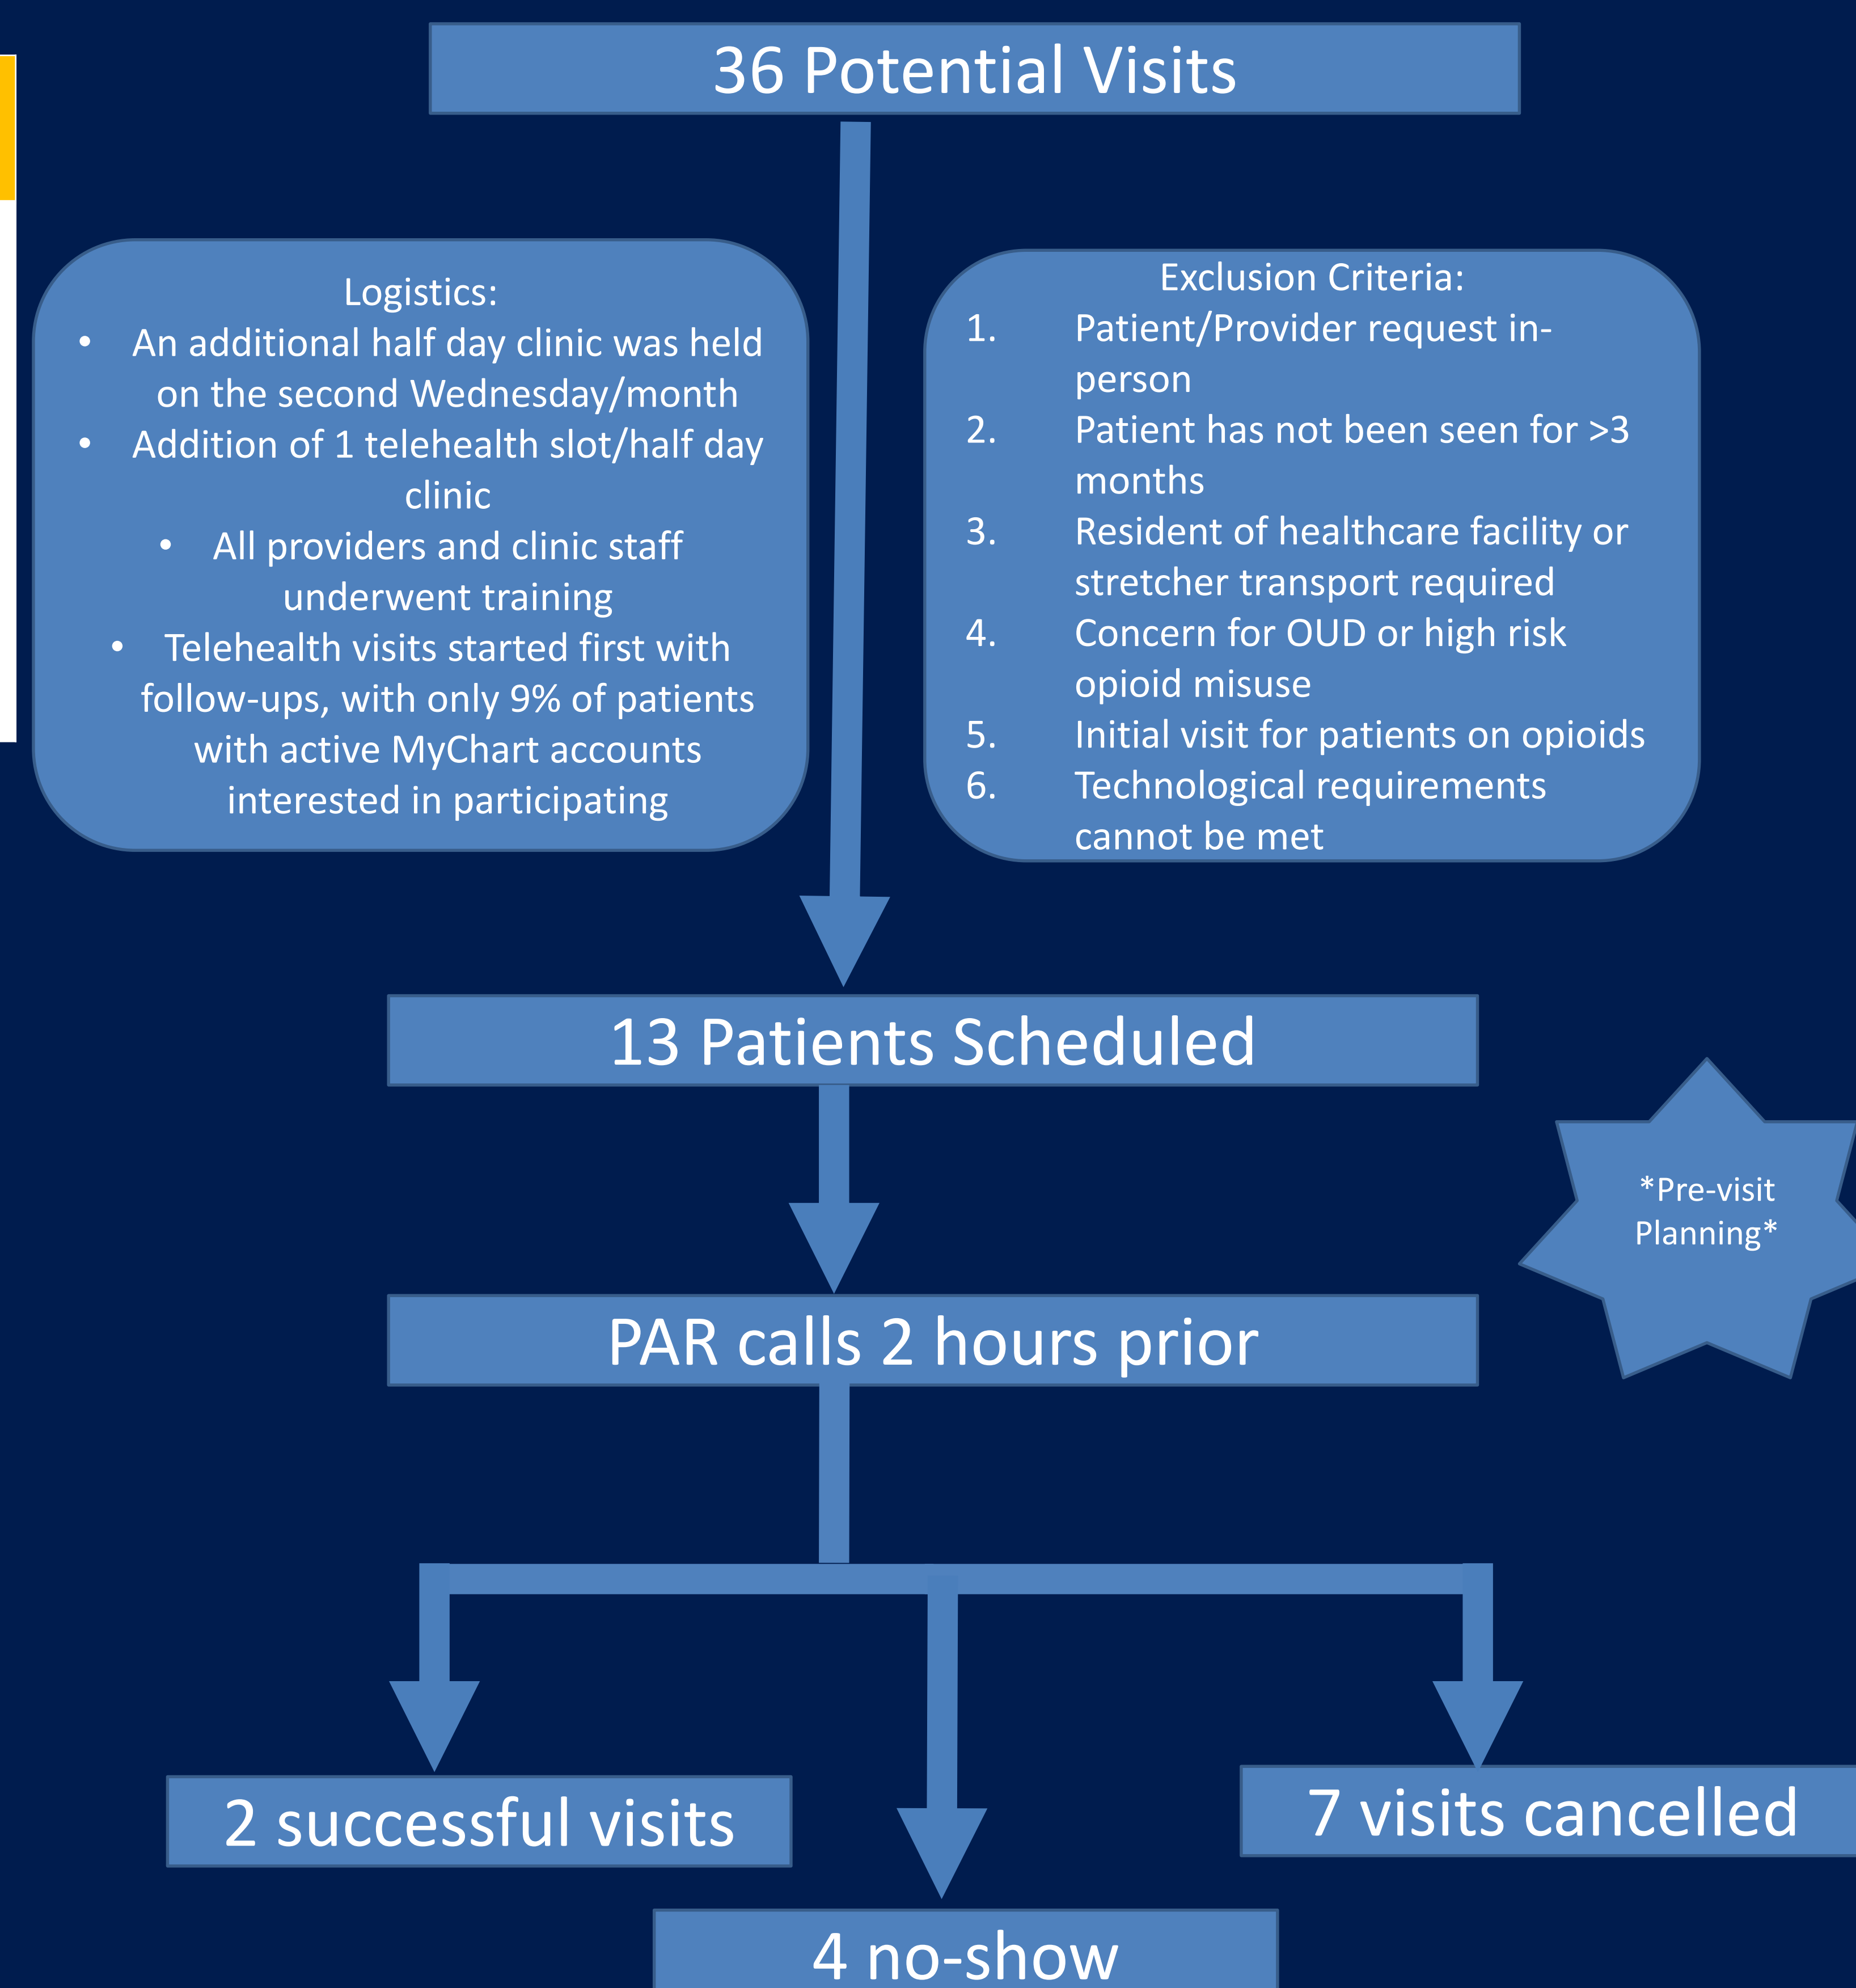 36 Potential Visits
Logistics:
• An additional half day clinic was held
on the second Wednesday/month
• Addition of 1 telehealth slot/half day
clinic
• All providers and clinic staff
underwent training
• Telehealth visits started first with
follow-ups, with only 9% of patients
with active MyChart accounts
interested in participating
Exclusion Criteria:
1. Patient/Provider request in-
person
2. Patient has not been seen for >3
months
3. Resident of healthcare facility or
stretcher transport required
4. Concern for OUD or high risk
opioid misuse
5. Initial visit for patients on opioids
6. Technological requirements
cannot be met
13 Patients Scheduled
*Pre-visit
Planning*
PAR calls 2 hours prior
2 successful visits
7 visits cancelled
4 no-show